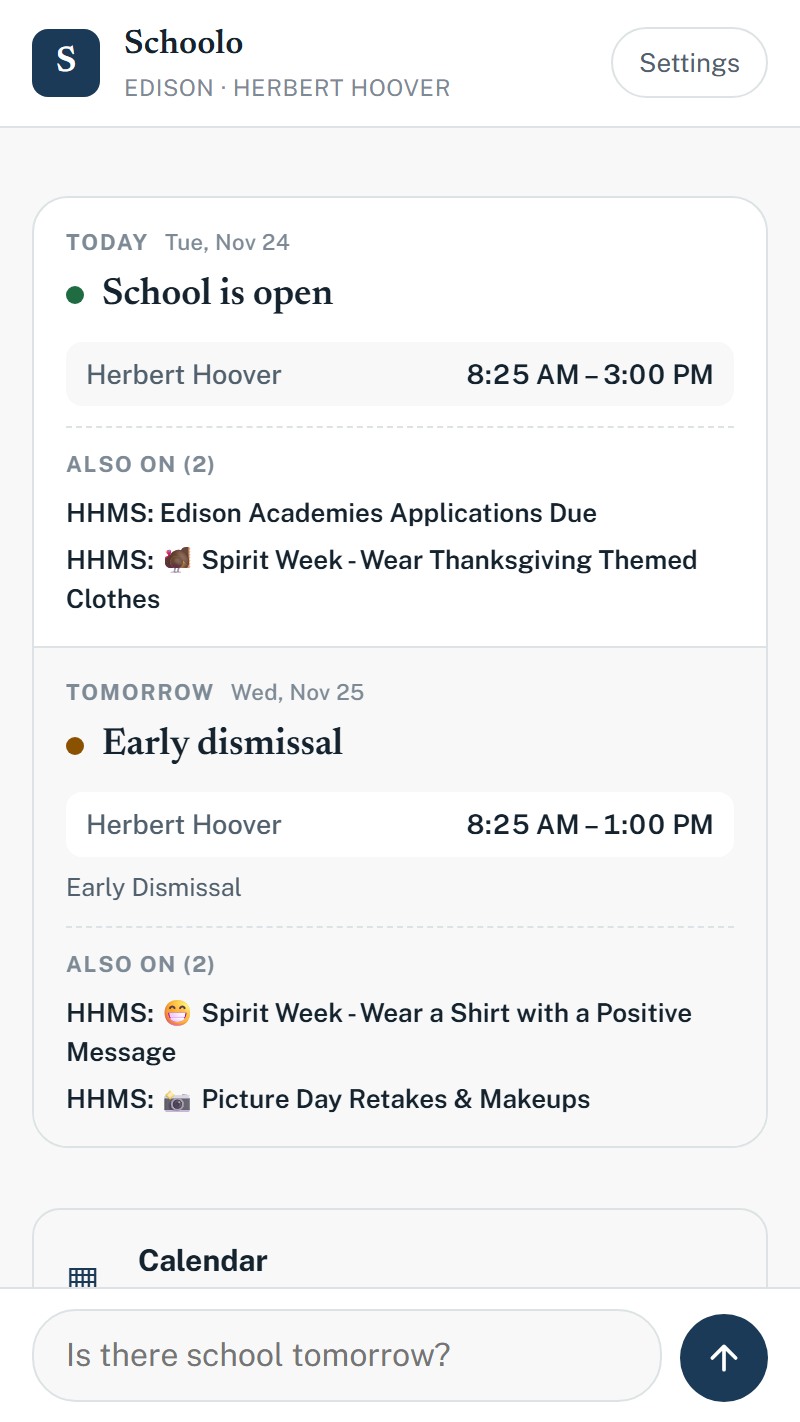 S
Schoolo
EDISON · HERBERT HOOVER
Settings
TODAY Tue, Nov 24
School is open
Herbert Hoover 8:25 AM – 3:00 PM
ALSO ON (2)
HHMS: Edison Academies Applications Due
HHMS: 🦃 Spirit Week - Wear Thanksgiving Themed
Clothes
TOMORROW Wed, Nov 25
Early dismissal
Herbert Hoover 8:25 AM – 1:00 PM
Early Dismissal
ALSO ON (2)
HHMS: 😁 Spirit Week - Wear a Shirt with a Positive
Message
HHMS: 📸 Picture Day Retakes & Makeups
Calendar
Is there school tomorrow?